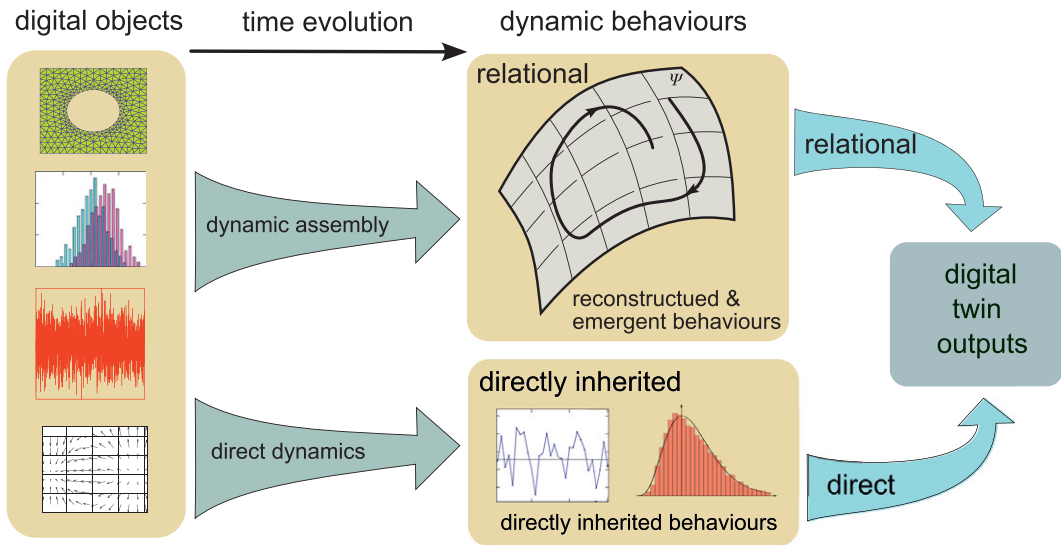 digital objects
time evolution
dynamic behaviours
relational
Ψ
reconstructued &
emergent behaviours
dynamic assembly
relational
digital
twin
outputs
directly inherited
direct dynamics
directly inherited behaviours
direct